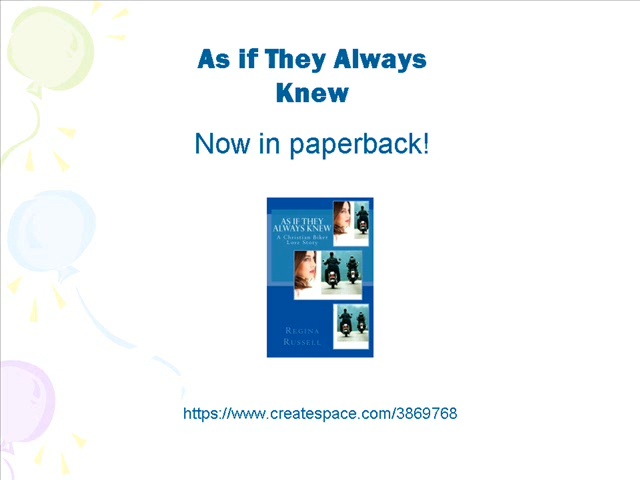 As if They Always
Knew
Now in paperback!
AS IF THEY
ALWAYS KNEW
A Christian Biker
Love Story
REGINA
RUSSELL
https://www.createspace.com/3869768